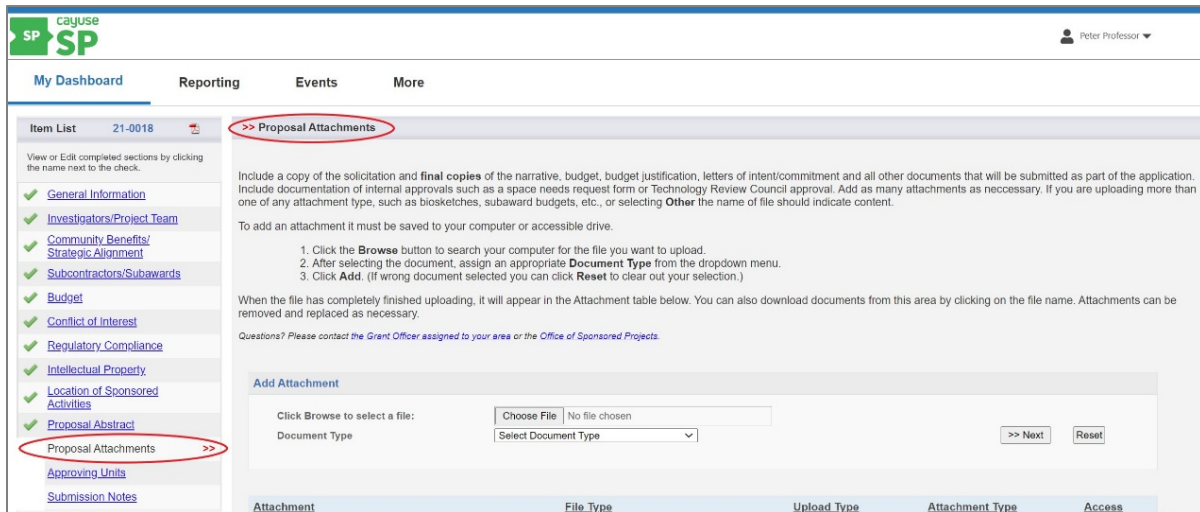 SP
cayuse
SP
Peter Professor
My Dashboard Reporting Events More
Item List 21-0018
>> Proposal Attachments
View or Edit completed sections by clicking
the name next to the check.
General Information
Investigators/Project Team
Community Benefits/
Strategic Alignment
Subcontractors/Subawards
Budget
Conflict of Interest
Regulatory Compliance
Intellectual Property
Location of Sponsored
Activities
Proposal Abstract
Proposal Attachments >>
Approving Units
Submission Notes
Include a copy of the solicitation and final copies of the narrative, budget, budget justification, letters of intent/commitment and all other documents that will be submitted as part of the application.
Include documentation of internal approvals such as a space needs request form or Technology Review Council approval. Add as many attachments as neccessary. If you are uploading more than
one of any attachment type, such as biosketches, subaward budgets, etc., or selecting Other the name of file should indicate content.
To add an attachment it must be saved to your computer or accessible drive.
1. Click the Browse button to search your computer for the file you want to upload.
2. After selecting the document, assign an appropriate Document Type from the dropdown menu.
3. Click Add. (If wrong document selected you can click Reset to clear out your selection.)
When the file has completely finished uploading, it will appear in the Attachment table below. You can also download documents from this area by clicking on the file name. Attachments can be
removed and replaced as necessary.
Questions? Please contact the Grant Officer assigned to your area or the Office of Sponsored Projects.
Add Attachment
Click Browse to select a file: Choose File No file chosen
Document Type Select Document Type >> Next Reset
Attachment File Type Upload Type Attachment Type Access